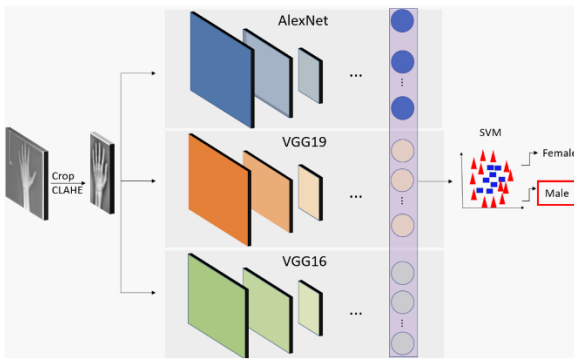 AlexNet
...
Crop
CLAHE
VGG19
...
SVM
Female
Male
VGG16
...